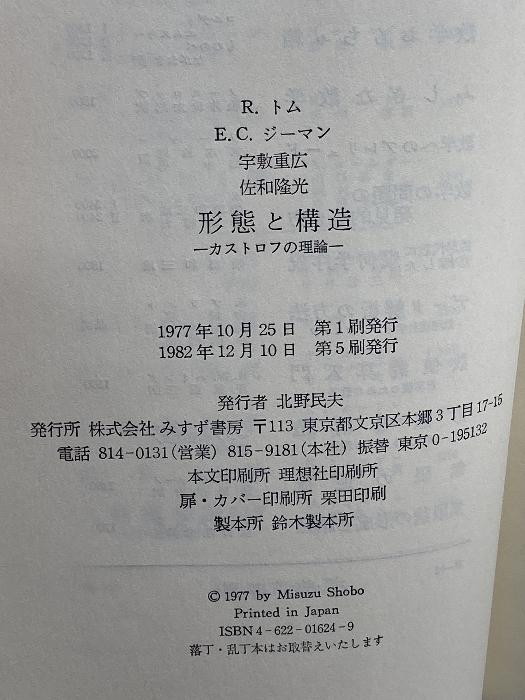 R. トム
E.C. ジーマン
宇敷重広
佐和隆光
形態と構造
—カストロフの理論—
1977年10月25日 第1刷発行
1982年12月10日 第5刷発行
発行者 北野民夫
発行所 株式会社 みすず書房 〒113 東京都文京区本郷3丁目17-15
電話 814-0131(営業) 815-9181(本社) 振替 東京0-195132
本文印刷所 理想社印刷所
扉・カバー印刷所 栗田印刷
製本所 鈴木製本所
© 1977 by Misuzu Shobo
Printed in Japan
ISBN4-622-01624-9
落丁・乱丁本はお取替えいたします